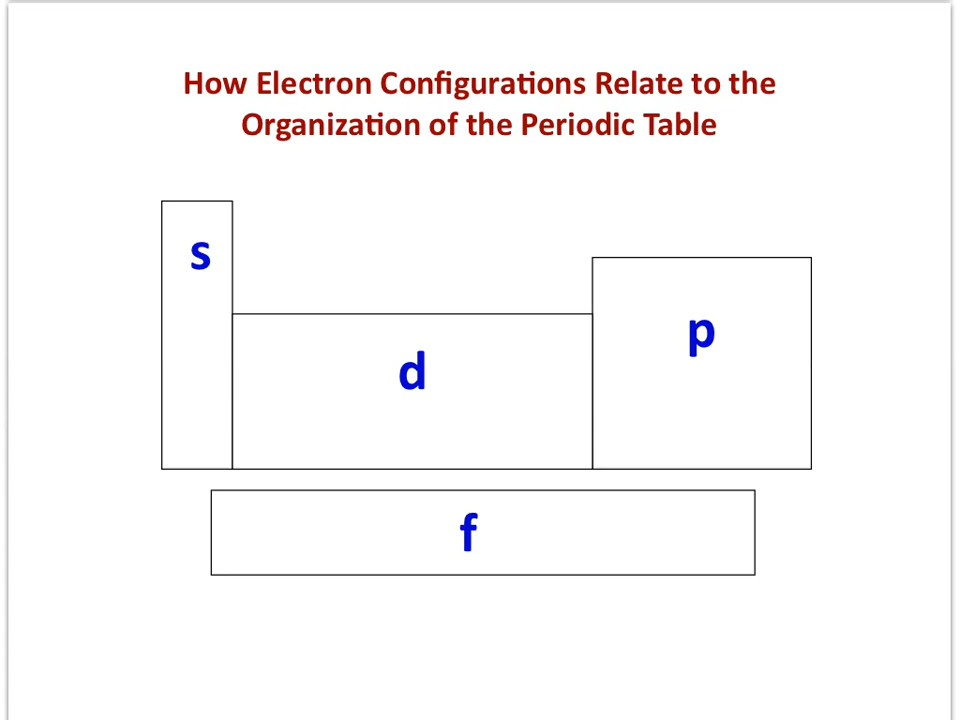 How Electron Configurations Relate to the
Organization of the Periodic Table
s
p
d
f